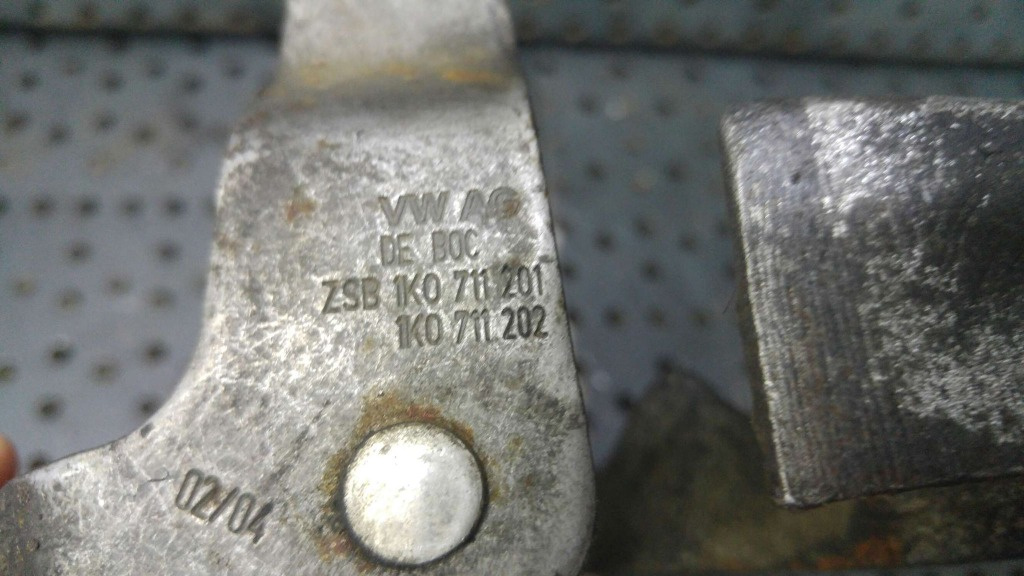 VW AG
DE BOC
ZSB 1K0 711 201
1K0 711 202
02/04